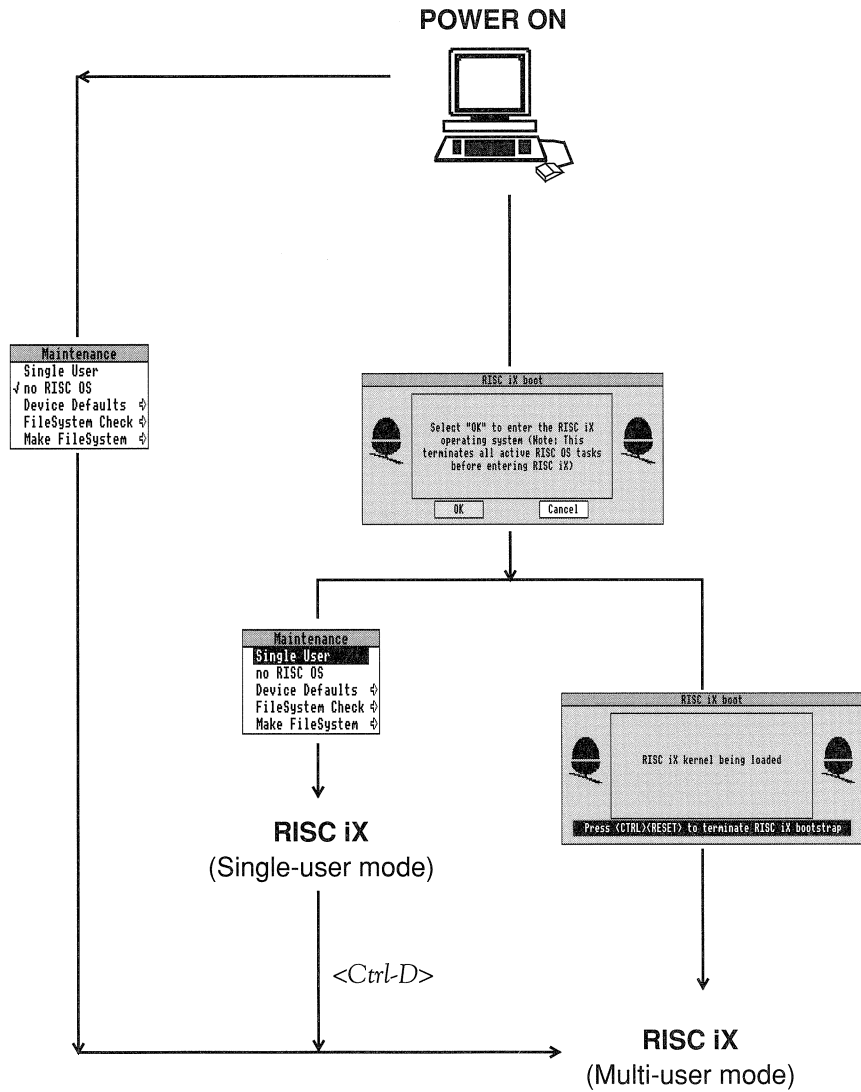 POWER ON
Maintenance
Single User
√ no RISC OS
Device Defaults ⇨
FileSystem Check ⇨
Make FileSystem ⇨
RISC iX boot
Select "OK" to enter the RISC iX
operating system (Note: This
terminates all active RISC OS tasks
before entering RISC iX)
OK
Cancel
Maintenance
Single User
no RISC OS
Device Defaults ⇨
FileSystem Check ⇨
Make FileSystem ⇨
RISC iX boot
RISC iX kernel being loaded
Press <CTRL><RESET> to terminate RISC iX bootstrap
RISC iX
(Single-user mode)
<Ctrl-D>
RISC iX
(Multi-user mode)